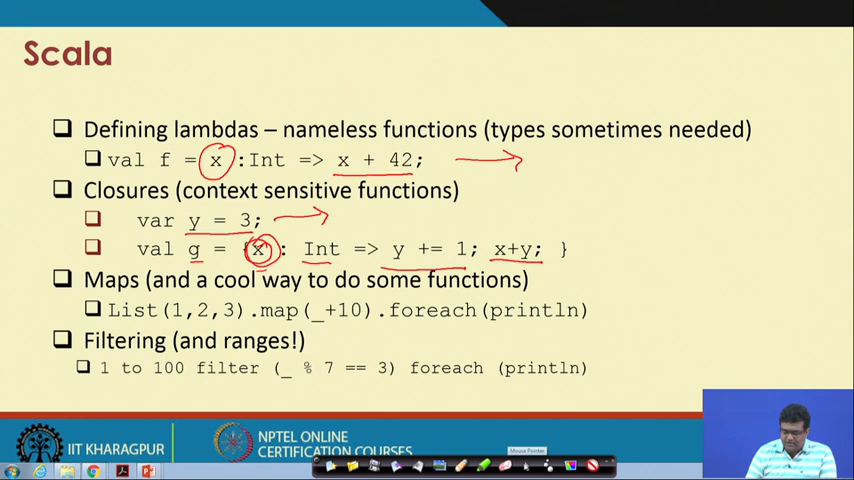 Scala
Defining lambdas – nameless functions (types sometimes needed)
val f = x :Int => x + 42;
Closures (context sensitive functions)
var y = 3;
val g = {x : Int => y += 1; x+y; }
Maps (and a cool way to do some functions)
List(1,2,3).map(_+10).foreach(println)
Filtering (and ranges!)
1 to 100 filter (_ % 7 == 3) foreach (println)
IIT KHARAGPUR
NPTEL ONLINE
CERTIFICATION COURSES
Mouse Pointer